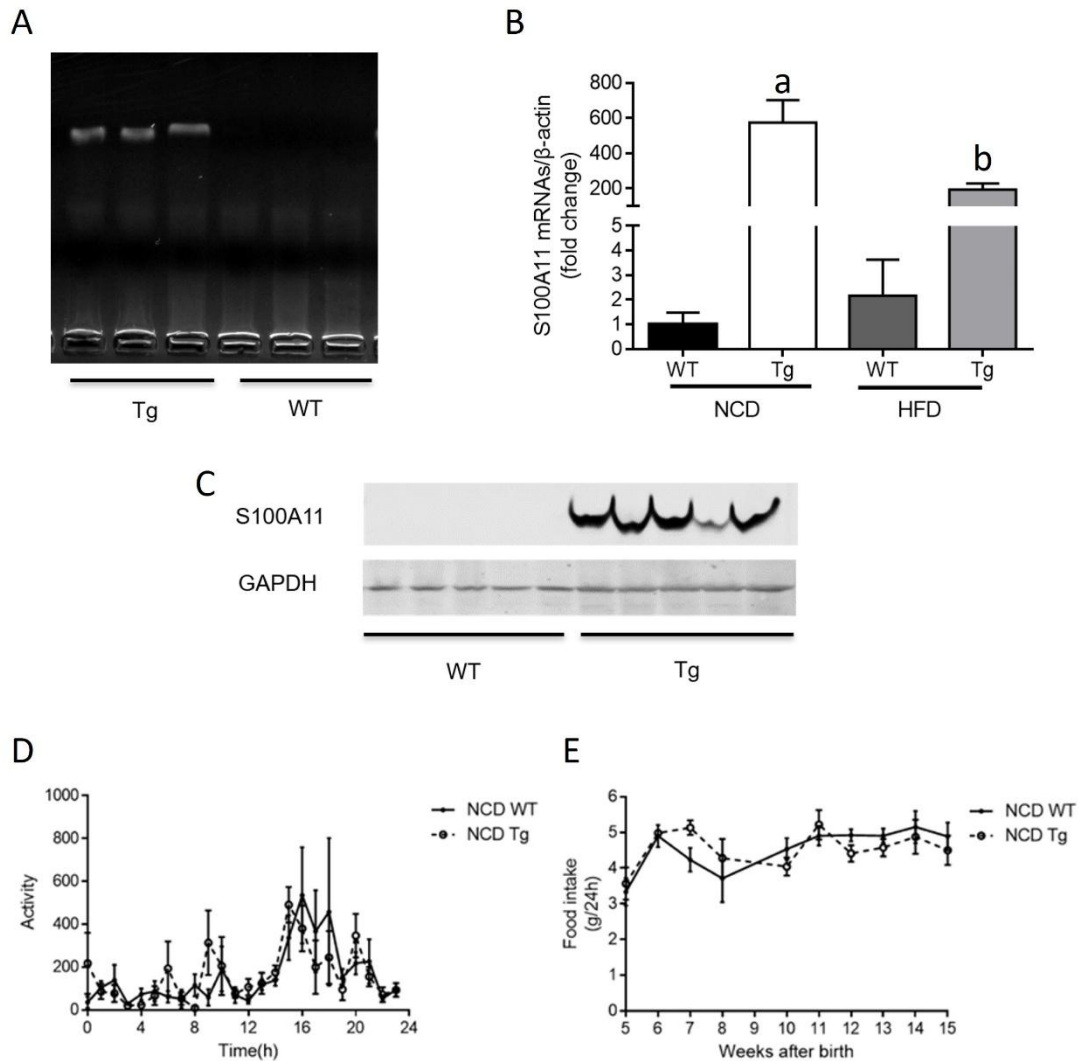 A
Tg WT
B
S100A11 mRNAs/β-actin
(fold change)
800
600
400
200
5
4
3
2
1
0
a
b
WT Tg WT Tg
NCD HFD
C
S100A11
GAPDH
WT Tg
D
Activity
1000
800
600
400
200
0
0 4 8 12 16 20 24
Time(h)
NCD WT
NCD Tg
E
Food intake
(g/24h)
6
5
4
3
2
1
0
5 6 7 8 9 10 11 12 13 14 15
Weeks after birth
NCD WT
NCD Tg